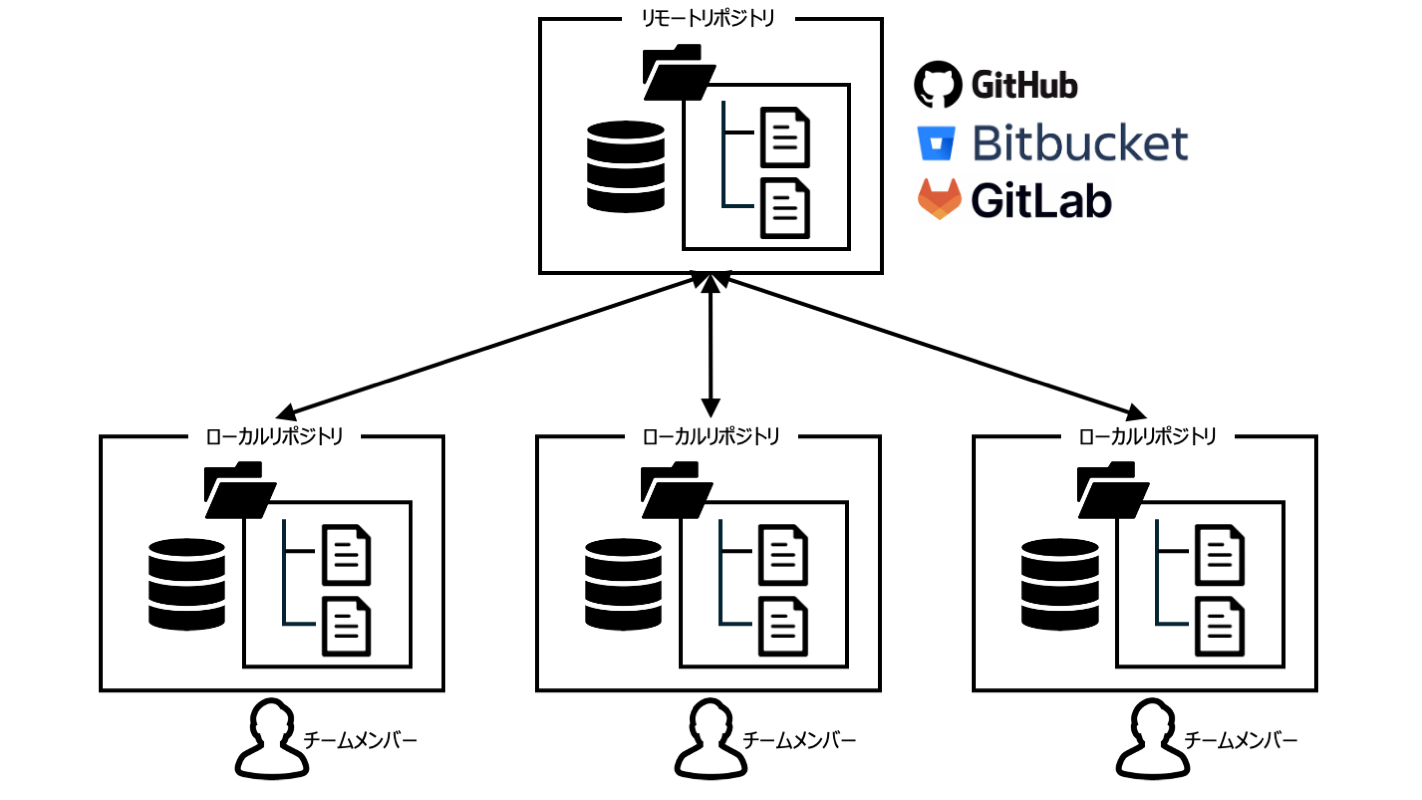 リモートリポジトリ
GitHub
Bitbucket
GitLab
ローカルリポジトリ
ローカルリポジトリ
ローカルリポジトリ
チームメンバー
チームメンバー
チームメンバー